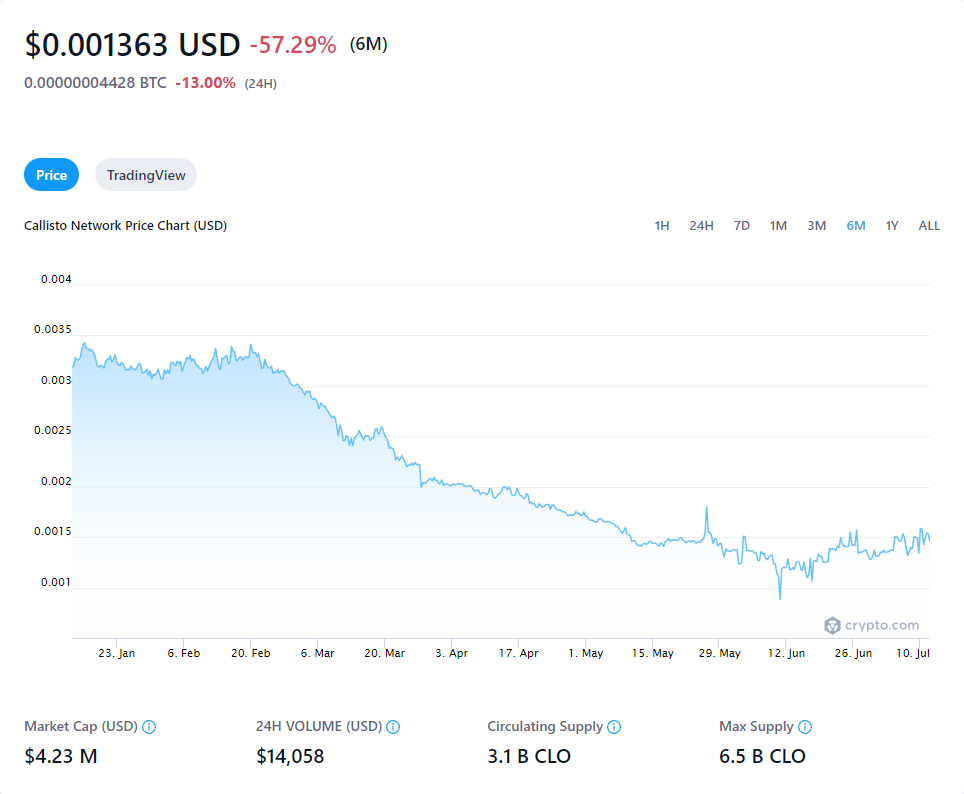 $0.001363 USD -57.29% (6M)
0.00000004428 BTC -13.00% (24H)
Price TradingView
Callisto Network Price Chart (USD) 1H 24H 7D 1M 3M 6M 1Y ALL
0.004
0.0035
0.003
0.0025
0.002
0.0015
0.001
crypto.com
23. Jan 6. Feb 20. Feb 6. Mar 20. Mar 3. Apr 17. Apr 1. May 15. May 29. May 12. Jun 26. Jun 10. Jul
Market Cap (USD) 24H VOLUME (USD) Circulating Supply Max Supply
$4.23 M $14,058 3.1 B CLO 6.5 B CLO